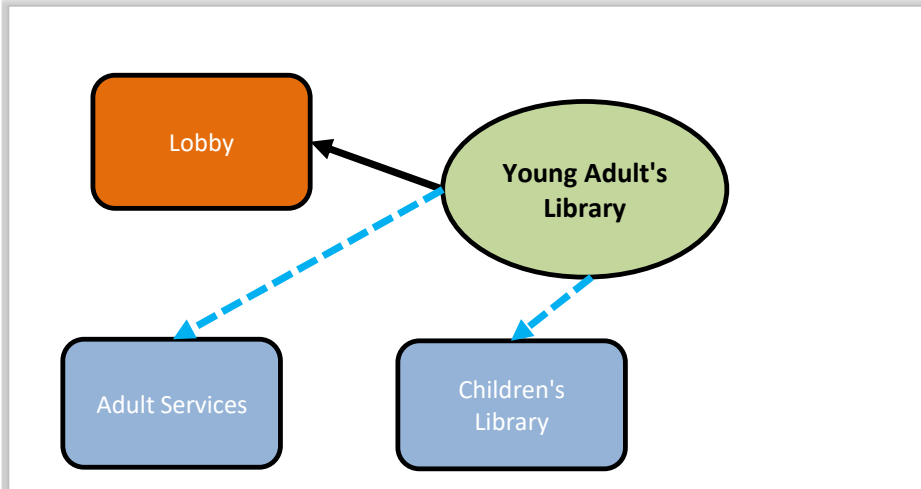 Lobby
Young Adult's
Library
Adult Services
Children's
Library